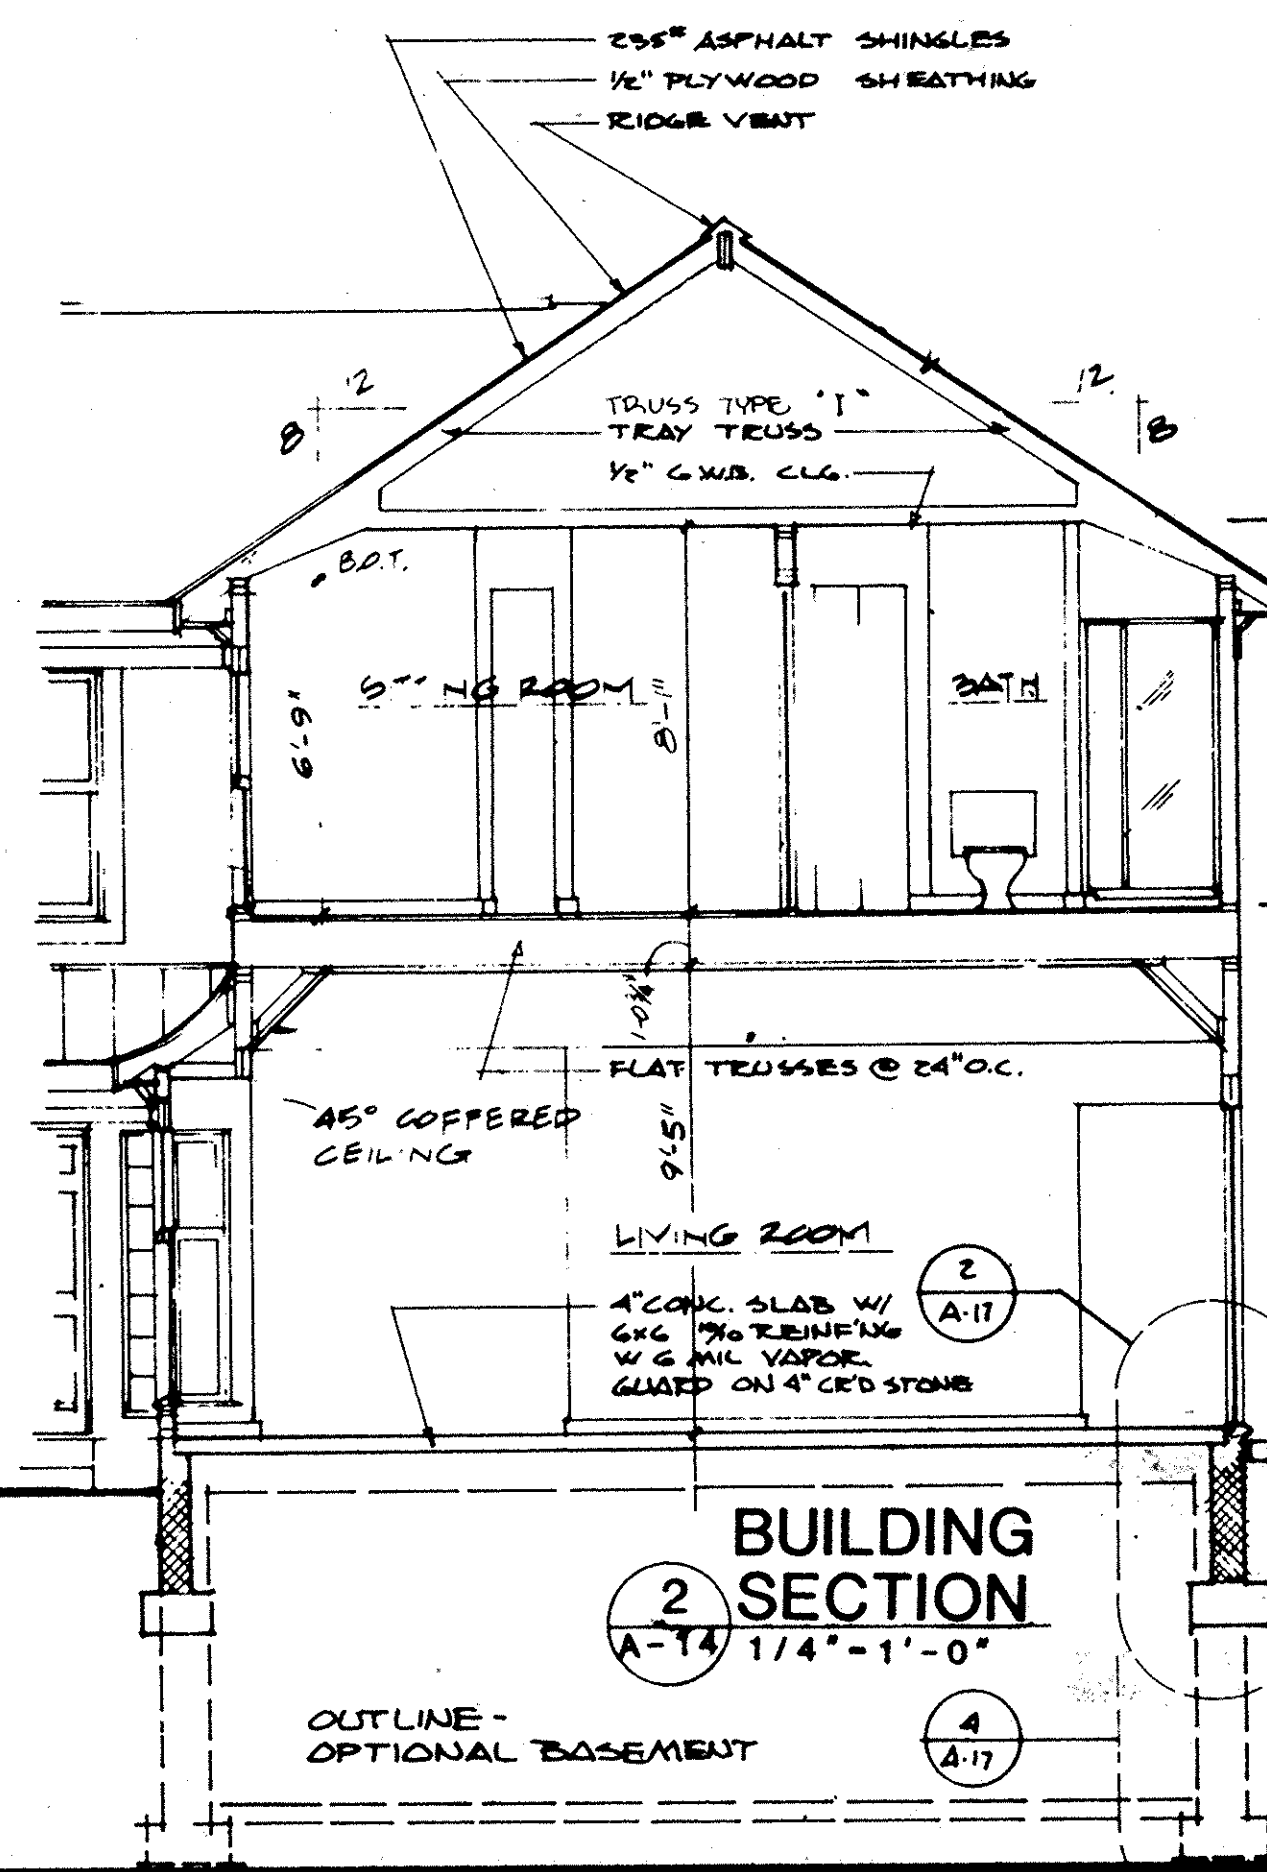 235# ASPHALT SHINGLES
1/2" PLYWOOD SHEATHING
RIDGE VENT
12
8
12
8
TRUSS TYPE "I"
TRAY TRUSS
1/2" G.W.B. CLG.
B.O.T.
6'-9"
ROOM
8'-1"
BATH
1'-0 3/4"
FLAT TRUSSES @ 24" O.C.
45° COFFERED
CEILING
9'-5"
LIVING ROOM
2
A-17
4" CONC. SLAB W/
6x6 10/10 REINF'NG
W 6 MIL VAPOR
GUARD ON 4" CR'D STONE
BUILDING
SECTION
2
A-14
1/4"-1'-0"
OUTLINE-
OPTIONAL BASEMENT
4
A-17